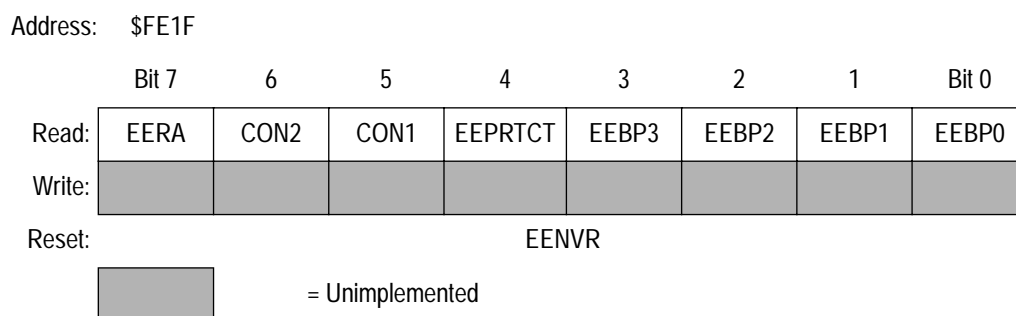 Address: $FE1F
Bit 7 6 5 4 3 2 1 Bit 0
Read: EERA CON2 CON1 EEPRTCT EEBP3 EEBP2 EEBP1 EEBP0
Write:
Reset: EENVR
= Unimplemented